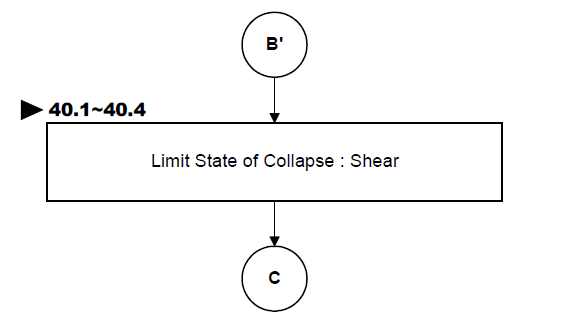 B'
40.1~40.4
Limit State of Collapse : Shear
C